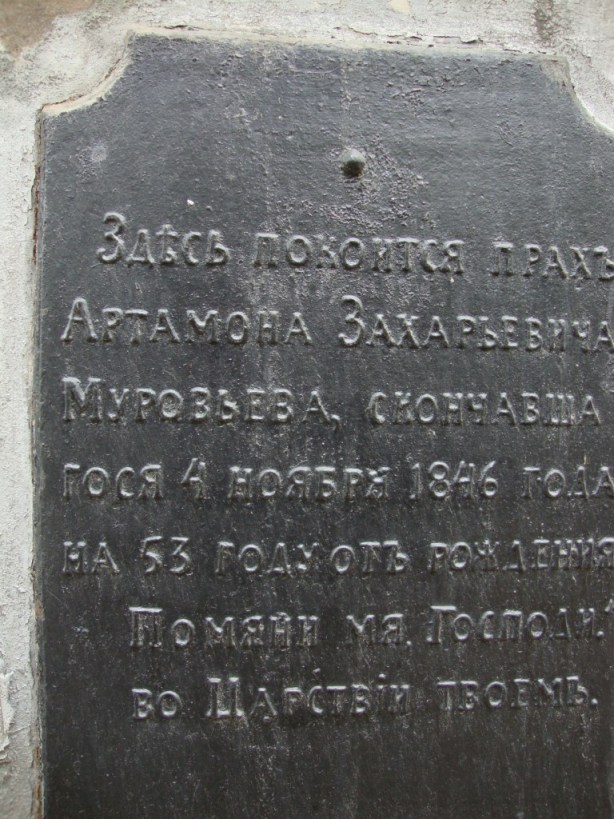 Здѣсь покоится прахъ
Артамона Захарьевича
Муровьева, скончавша
гося 4 ноября 1846 года
на 53 году отъ рождения
Помяни мя, Господи.
во Царствіи твоемъ.